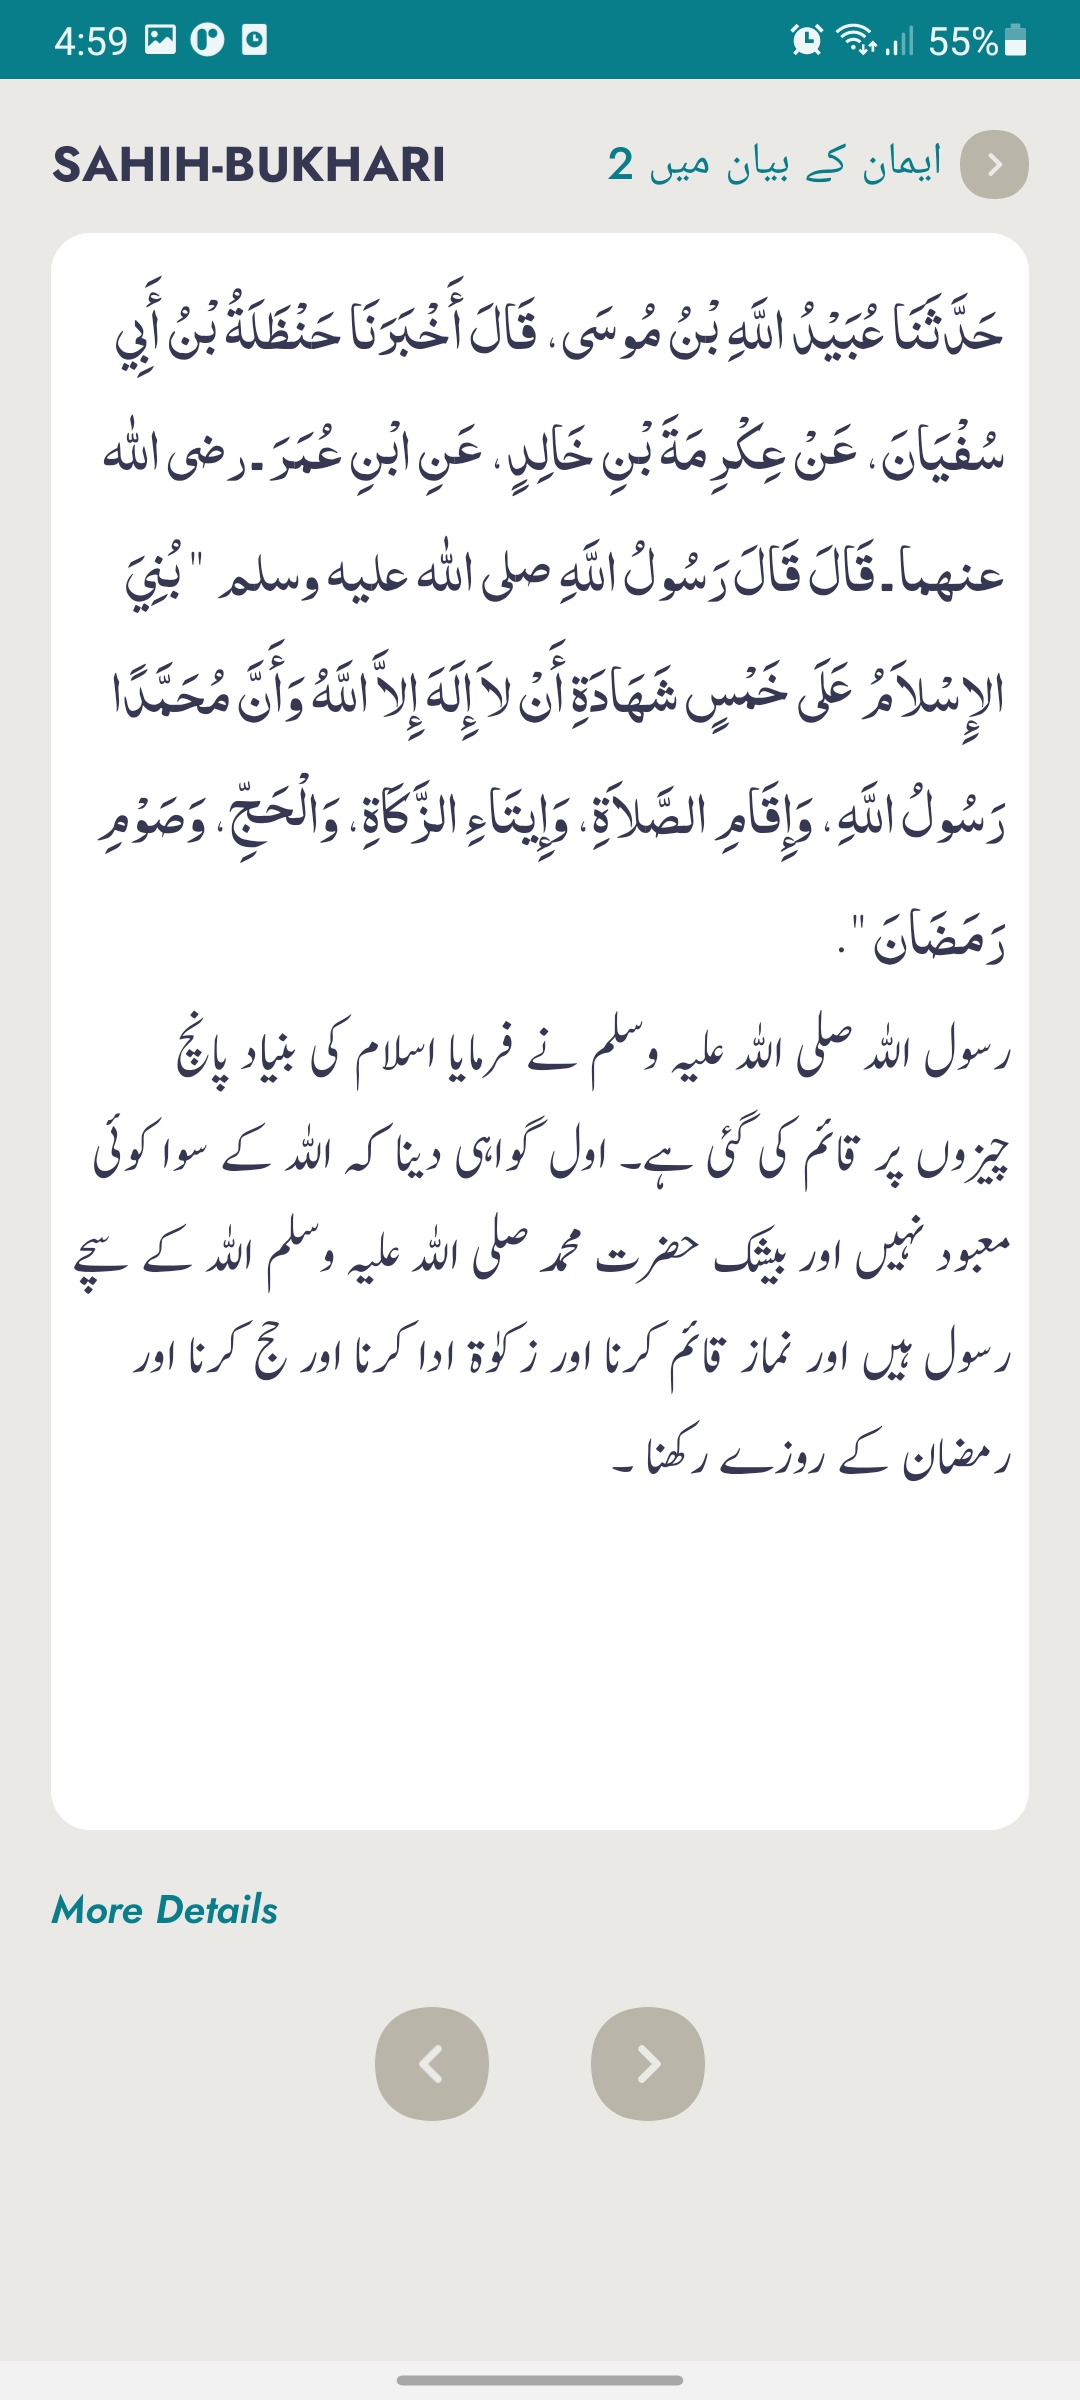 4:59
55%
SAHIH-BUKHARI
ایمان کے بیان میں 2
حَدَّثَنَا عُبَيْدُ اللَّهِ بْنُ مُوسَى، قَالَ أَخْبَرَنَا حَنْظَلَةُ بْنُ أَبِي
سُفْيَانَ، عَنْ عِكْرِمَةَ بْنِ خَالِدٍ، عَنِ ابْنِ عُمَرَ ـ رضى الله
عنهما ـ قَالَ قَالَ رَسُولُ اللَّهِ صلى الله عليه وسلم " بُنِيَ
الإِسْلاَمُ عَلَى خَمْسٍ شَهَادَةِ أَنْ لاَ إِلَهَ إِلاَّ اللَّهُ وَأَنَّ مُحَمَّدًا
رَسُولُ اللَّهِ، وَإِقَامِ الصَّلاَةِ، وَإِيتَاءِ الزَّكَاةِ، وَالْحَجِّ، وَصَوْمِ
رَمَضَانَ ".
رسول اللہ صلی اللہ علیہ وسلم نے فرمایا اسلام کی بنیاد پانچ
چیزوں پر قائم کی گئی ہے۔ اول گواہی دینا کہ اللہ کے سوا کوئی
معبود نہیں اور بیشک حضرت محمد صلی اللہ علیہ وسلم اللہ کے سچے
رسول ہیں اور نماز قائم کرنا اور زکوٰۃ ادا کرنا اور حج کرنا اور
رمضان کے روزے رکھنا ۔
More Details